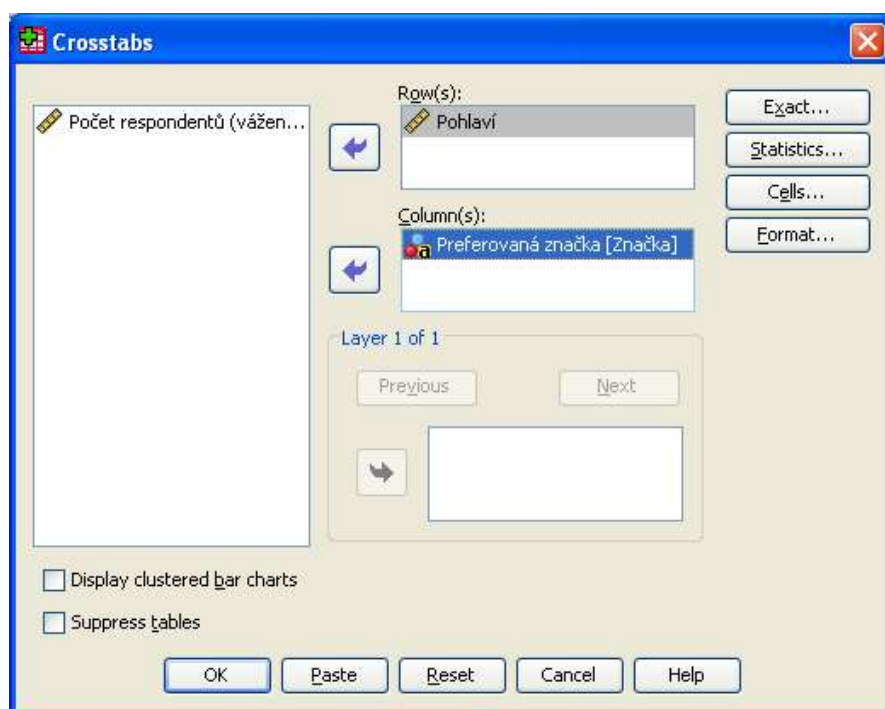 Crosstabs
Počet respondentů (vážen...
Row(s):
Pohlaví
Column(s):
a Preferovaná značka [Značka]
Layer 1 of 1
Previous
Next
Exact...
Statistics...
Cells...
Format...
Display clustered bar charts
Suppress tables
OK
Paste
Reset
Cancel
Help